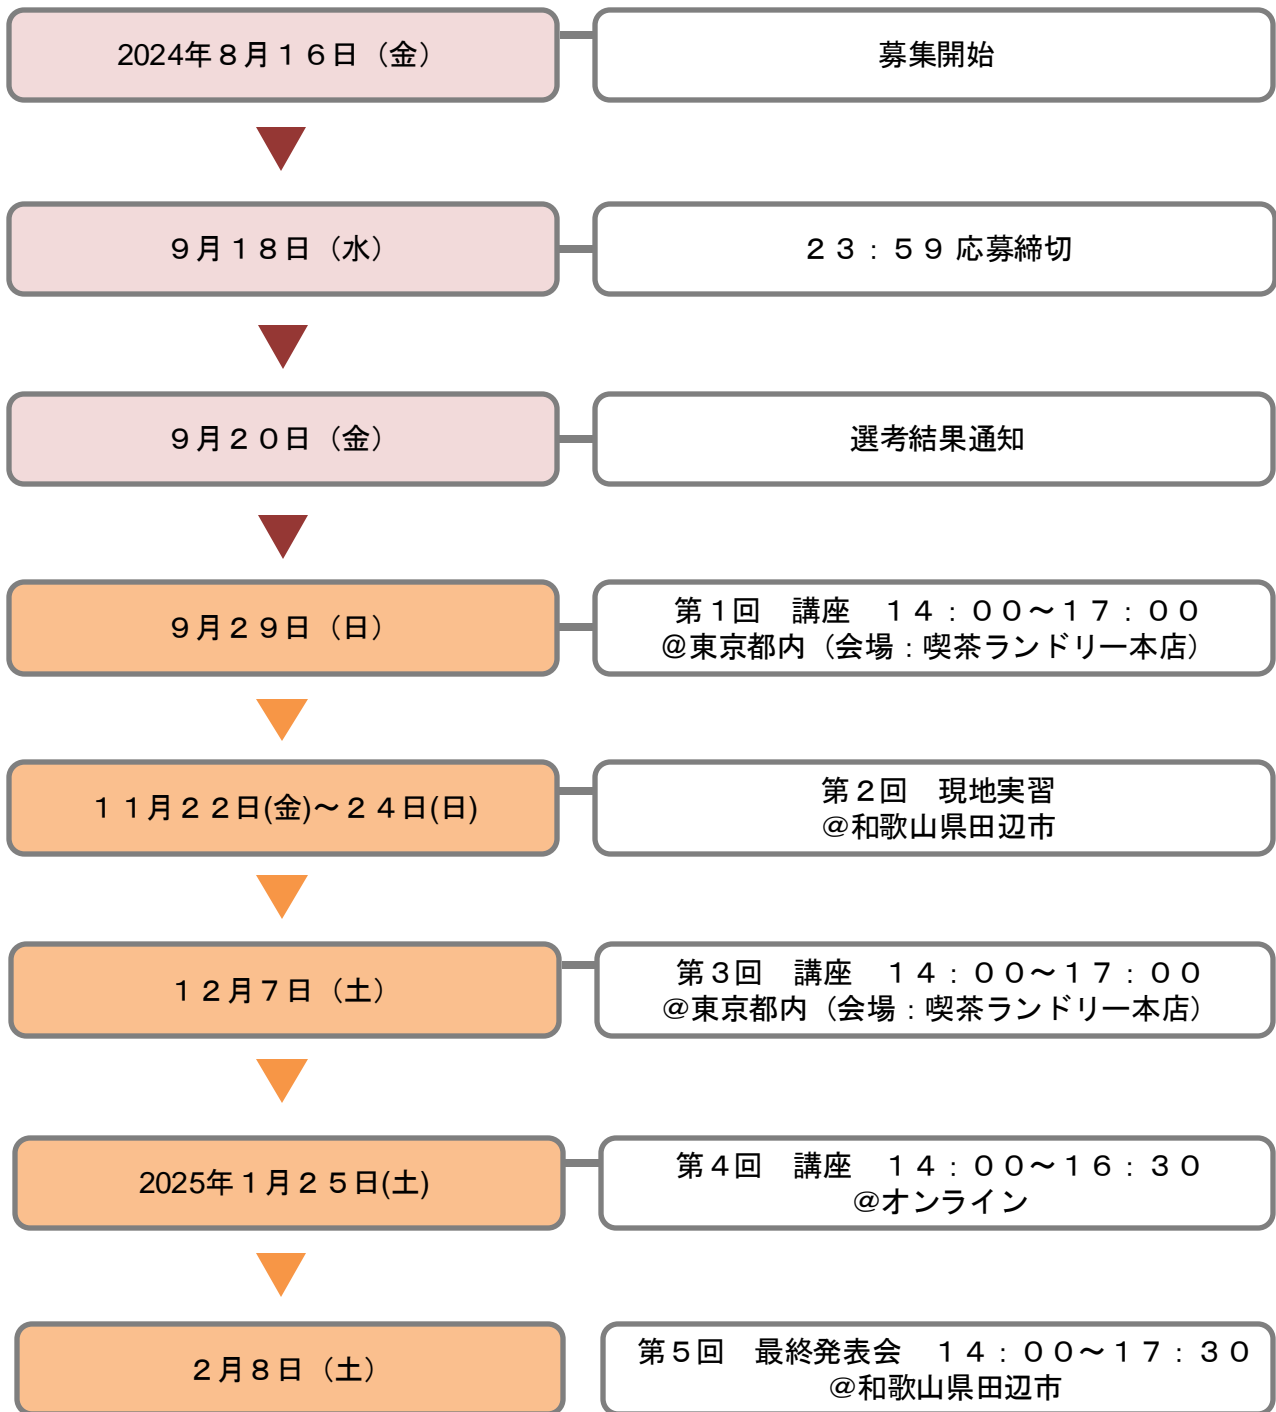 2024年８月１６日（金）
募集開始
９月１８日（水）
２３：５９ 応募締切
９月２０日（金）
選考結果通知
９月２９日（日）
第１回　講座　１４：００～１７：００
＠東京都内（会場：喫茶ランドリー本店）
１１月２２日(金)～２４日(日)
第２回　現地実習
＠和歌山県田辺市
１２月７日（土）
第３回　講座　１４：００～１７：００
＠東京都内（会場：喫茶ランドリー本店）
2025年１月２５日(土)
第４回　講座　１４：００～１６：３０
＠オンライン
２月８日（土）
第５回　最終発表会　１４：００～１７：３０
＠和歌山県田辺市